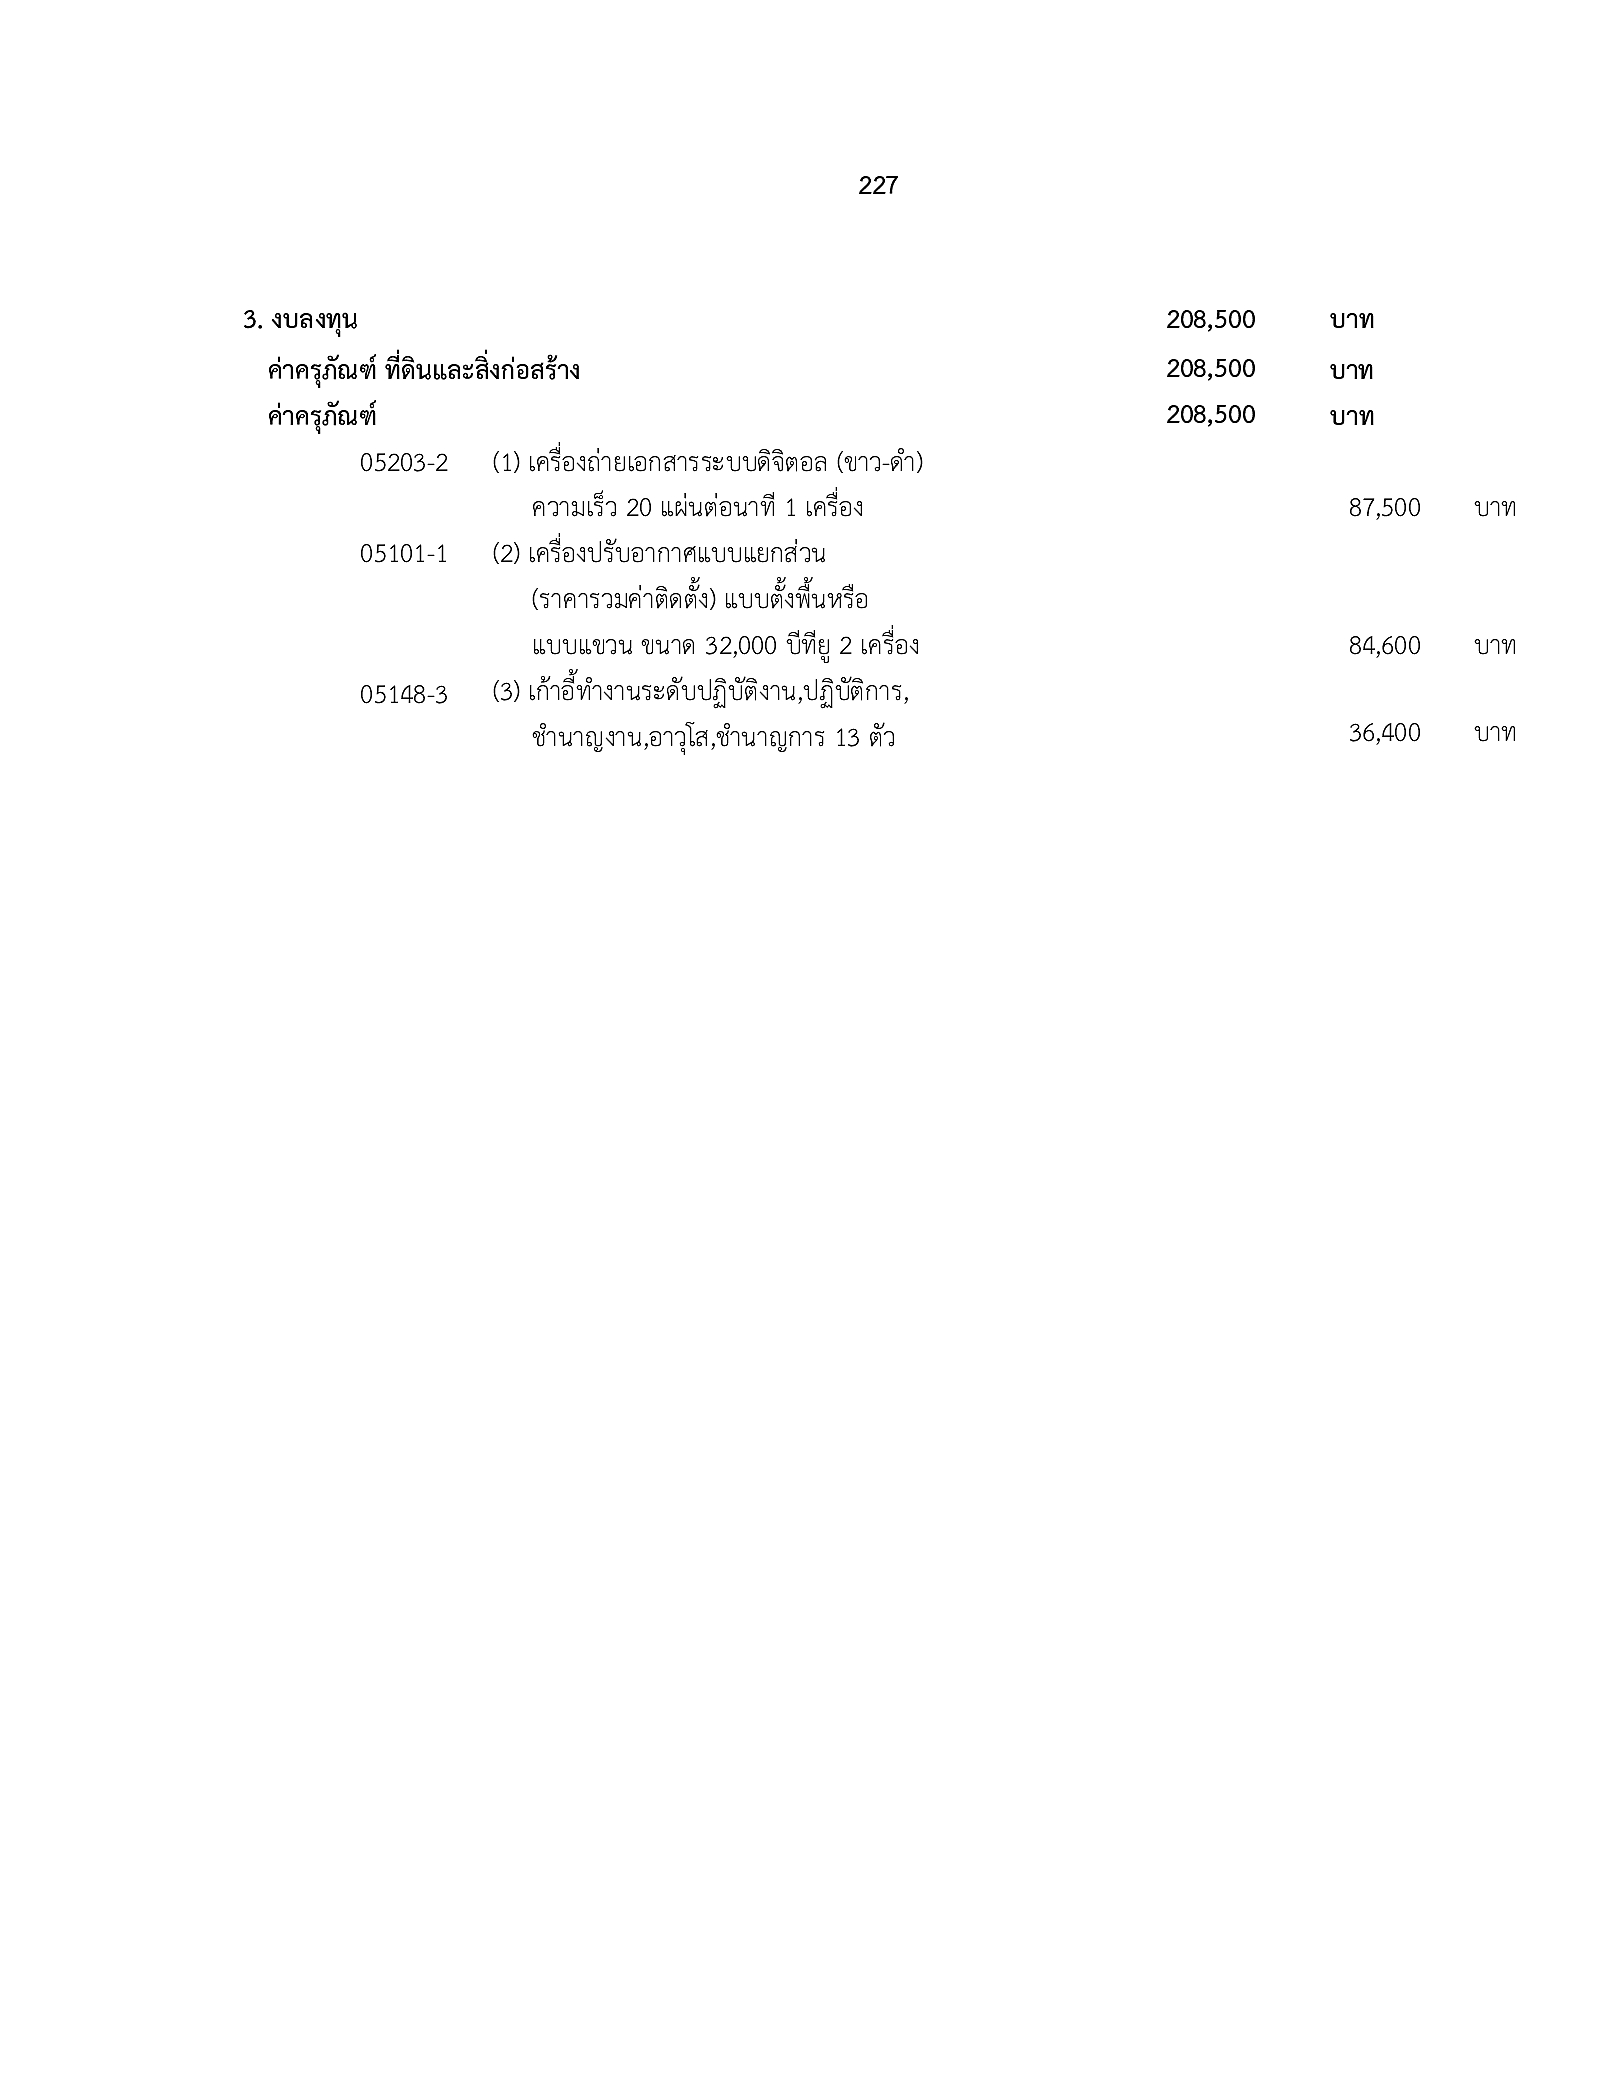 227
3. งบลงทุน 208,500 บาท
ค่าครุภัณฑ์ ที่ดินและสิ่งก่อสร้าง 208,500 บาท
ค่าครุภัณฑ์ 208,500 บาท
05203-2 (1) เครื่องถ่ายเอกสารระบบดิจิตอล (ขาว-ดำ)
ความเร็ว 20 แผ่นต่อนาที 1 เครื่อง 87,500 บาท
05101-1 (2) เครื่องปรับอากาศแบบแยกส่วน
(ราคารวมค่าติดตั้ง) แบบตั้งพื้นหรือ
แบบแขวน ขนาด 32,000 บีทียู 2 เครื่อง 84,600 บาท
05148-3 (3) เก้าอี้ทำงานระดับปฏิบัติงาน,ปฏิบัติการ,
ชำนาญงาน,อาวุโส,ชำนาญการ 13 ตัว 36,400 บาท